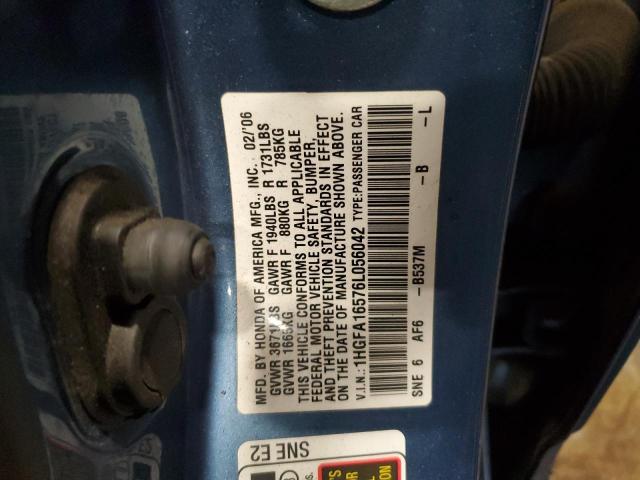 MFD. BY HONDA OF AMERICA MFG., INC. 02/'06
GVWR 3671LBS GAWR F 1940LBS R 1731LBS
GVWR 1665KG GAWR F 880KG R 785KG
THIS VEHICLE CONFORMS TO ALL APPLICABLE
FEDERAL MOTOR VEHICLE SAFETY, BUMPER,
AND THEFT PREVENTION STANDARDS IN EFFECT
ON THE DATE OF MANUFACTURE SHOWN ABOVE.
V.I.N.: 1HGFA16576L056042 TYPE:PASSENGER CAR
SNE 6 AF6 -B537M -B -L
SNE E2